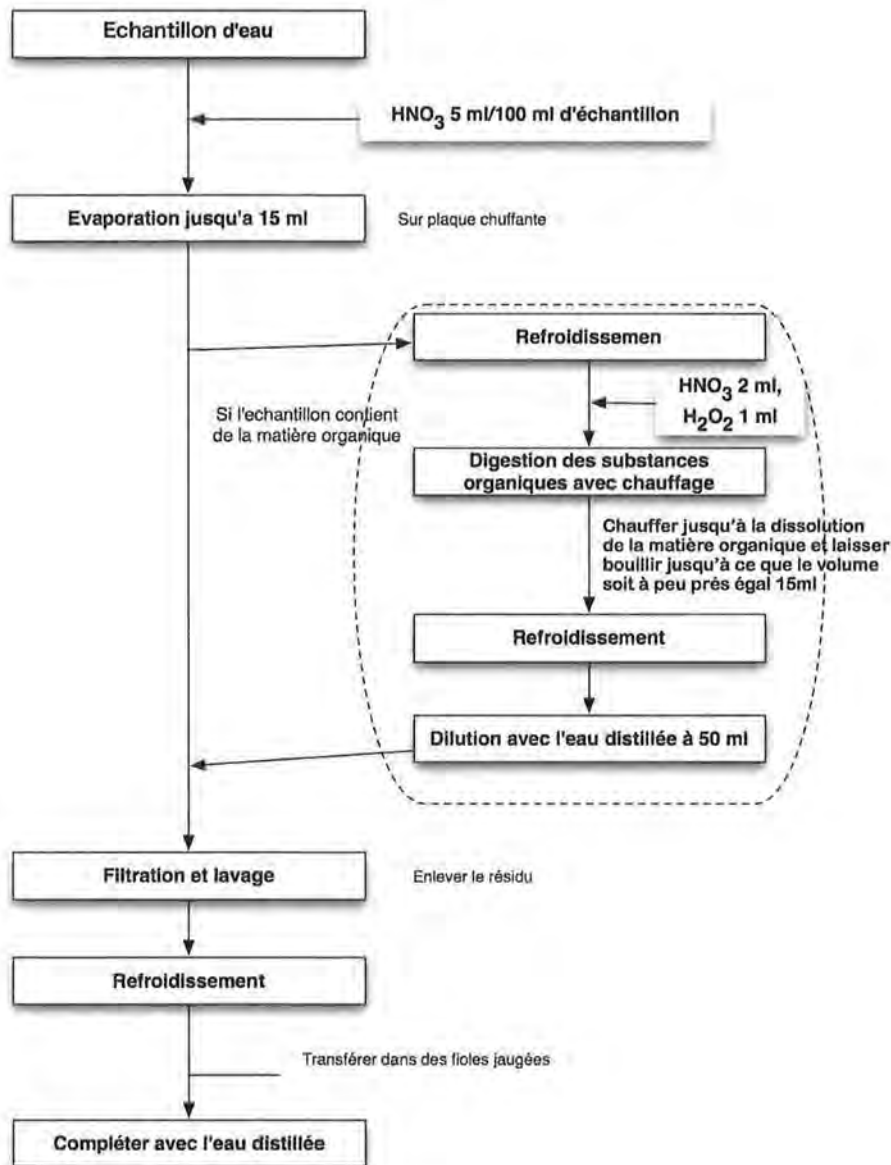 Echantillon d'eau
HNO3 5 ml/100 ml d'échantillon
Evaporation jusqu'a 15 ml
Sur plaque chuffante
Refroidissemen
HNO3 2 ml,
H2O2 1 ml
Si l'echantillon contient
de la matière organique
Digestion des substances
organiques avec chauffage
Chauffer jusqu'à la dissolution
de la matière organique et laisser
bouillir jusqu'à ce que le volume
soit à peu prés égal 15ml
Refroidissement
Dilution avec l'eau distillée à 50 ml
Filtration et lavage
Enlever le résidu
Refroidissement
Transférer dans des fioles jaugées
Compléter avec l'eau distillée